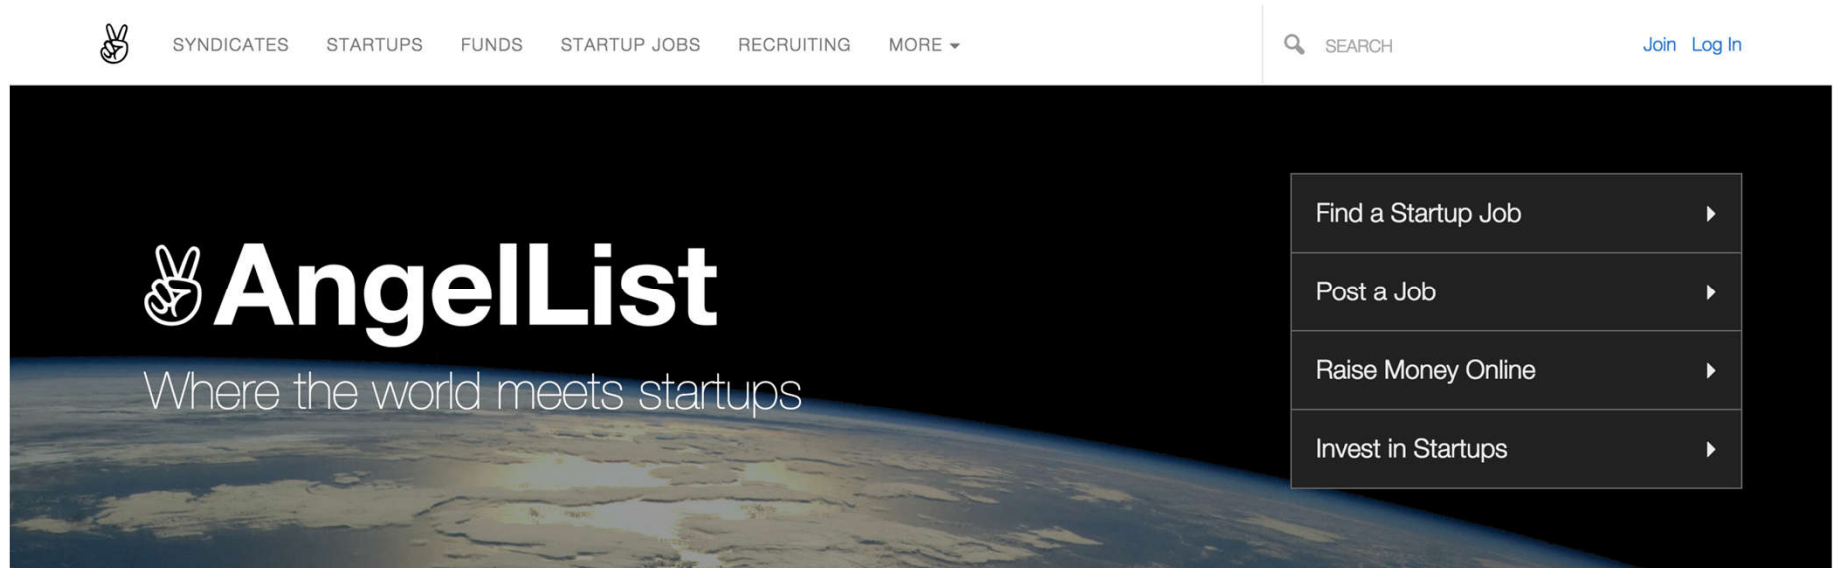 SYNDICATES STARTUPS FUNDS STARTUP JOBS RECRUITING MORE SEARCH Join Log In
AngelList
Where the world meets startups
Find a Startup Job
Post a Job
Raise Money Online
Invest in Startups